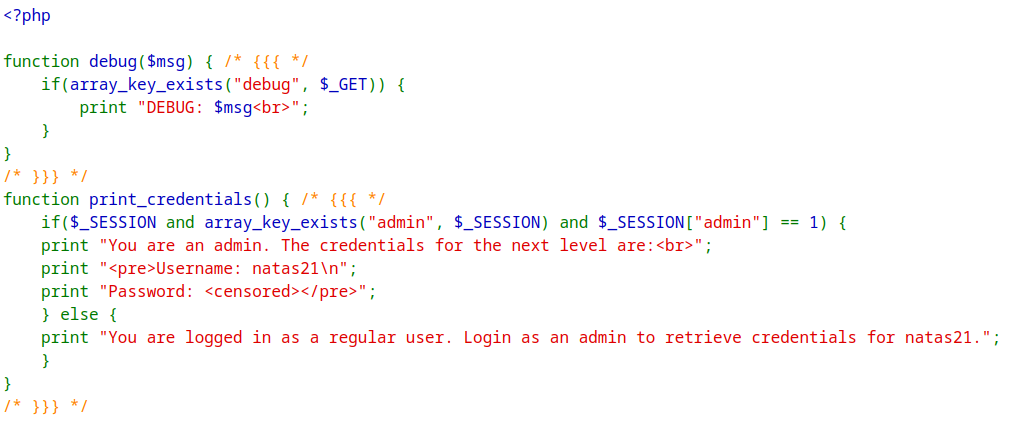 <?php

function debug($msg) { /* {{{ */
    if(array_key_exists("debug", $_GET)) {
        print "DEBUG: $msg<br>";
    }
}
/* }}} */
function print_credentials() { /* {{{ */
    if($_SESSION and array_key_exists("admin", $_SESSION) and $_SESSION["admin"] == 1) {
    print "You are an admin. The credentials for the next level are:<br>";
    print "<pre>Username: natas21\n";
    print "Password: <censored></pre>";
    } else {
    print "You are logged in as a regular user. Login as an admin to retrieve credentials for natas21.";
    }
}
/* }}} */